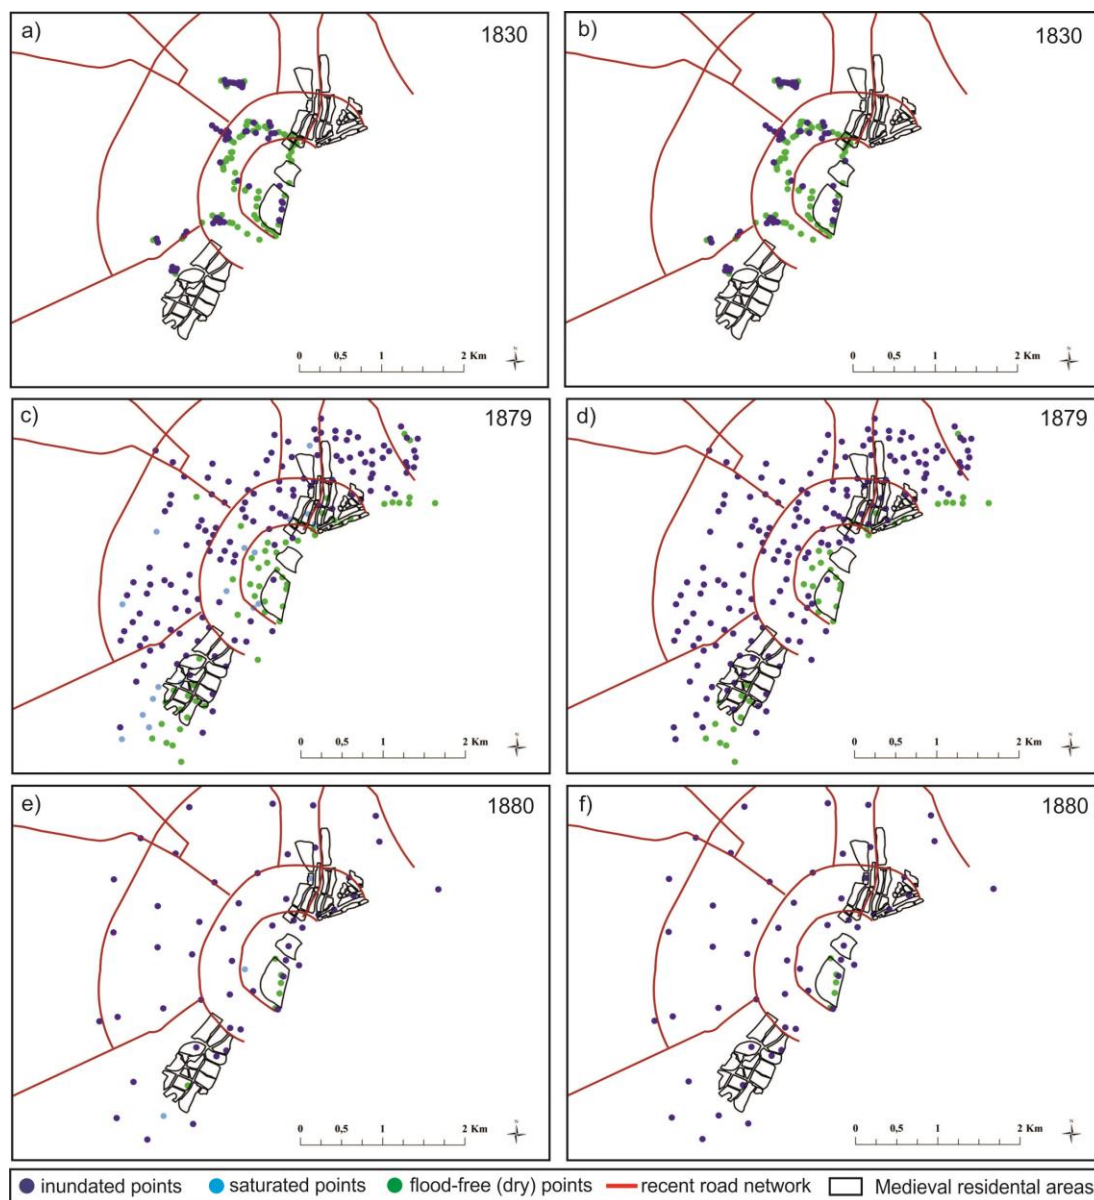 a) 1830
b) 1830
N
N
0 0,5 1 2 Km
0 0,5 1 2 Km
c) 1879
d) 1879
N
N
0 0,5 1 2 Km
0 0,5 1 2 Km
e) 1880
f) 1880
N
N
0 0,5 1 2 Km
0 0,5 1 2 Km
inundated points saturated points flood-free (dry) points recent road network Medieval residental areas